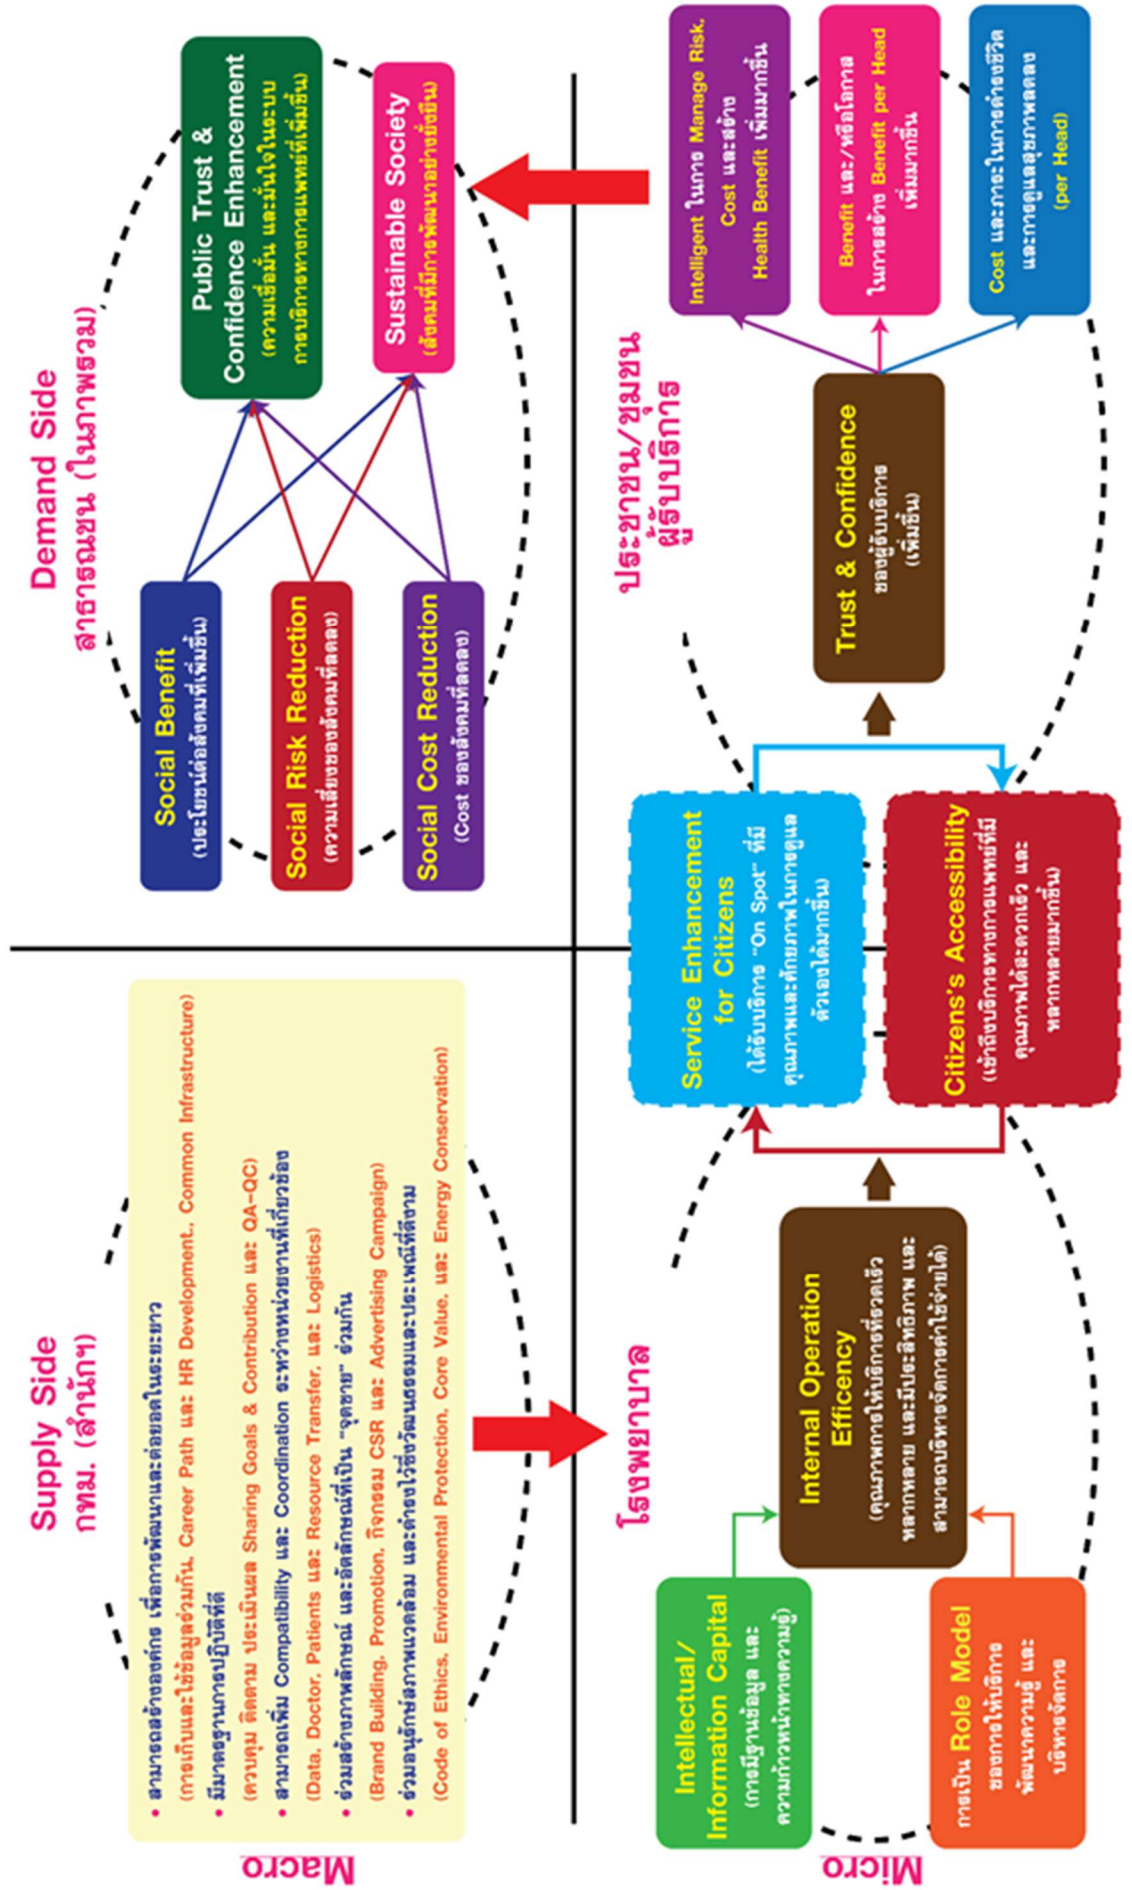 Supply Side
กทม. (สำนักฯ)
Demand Side
สาธารณชน (ในภาพรวม)
Macro
• สามารถสร้างองค์กร เพื่อการพัฒนาและต่อยอดในระยะยาว
(การเก็บและใช้ข้อมูลร่วมกัน, Career Path และ HR Development., Common Infrastructure)
• มีมาตรฐานการปฏิบัติที่ดี
(ควบคุม ติดตาม ประเมินผล Sharing Goals & Contribution และ QA-QC)
• สามารถเพิ่ม Compatibility และ Coordination ระหว่างหน่วยงานที่เกี่ยวข้อง
(Data, Doctor, Patients และ Resource Transfer, และ Logistics)
• ร่วมสร้างภาพลักษณ์ และอัตลักษณ์ที่เป็น "จุดขาย" ร่วมกัน
(Brand Building, Promotion, กิจกรรม CSR และ Advertising Campaign)
• ร่วมอนุรักษ์สภาพแวดล้อม และดำรงไว้ซึ่งวัฒนธรรมและประเพณีที่ดีงาม
(Code of Ethics, Environmental Protection, Core Value, และ Energy Conservation)
Social Benefit
(ประโยชน์ต่อสังคมที่เพิ่มขึ้น)
Social Risk Reduction
(ความเสี่ยงของสังคมที่ลดลง)
Social Cost Reduction
(Cost ของสังคมที่ลดลง)
Public Trust &
Confidence Enhancement
(ความเชื่อมั่น และมั่นใจในระบบ
การบริการทางการแพทย์ที่เพิ่มขึ้น)
Sustainable Society
(สังคมที่มีการพัฒนาอย่างยั่งยืน)
โรงพยาบาล
ประชาชน/ชุมชน
ผู้รับบริการ
Micro
Intellectual/
Information Capital
(การมีฐานข้อมูล และ
ความก้าวหน้าทางความรู้)
การเป็น Role Model
ของการให้บริการ
พัฒนาความรู้ และ
บริหารจัดการ
Internal Operation
Efficency
(คุณภาพการให้บริการที่รวดเร็ว
หลากหลาย และมีประสิทธิภาพ และ
สามารถบริหารจัดการค่าใช้จ่ายได้)
Service Enhancement
for Citizens
(ได้รับบริการ "On Spot" ที่มี
คุณภาพและศักยภาพในการดูแล
ตัวเองได้มากขึ้น)
Citizens's Accessibility
(เข้าถึงบริการทางการแพทย์ที่มี
คุณภาพได้สะดวกเร็ว และ
หลากหลายมากขึ้น)
Trust & Confidence
ของผู้รับบริการ
(เพิ่มขึ้น)
Intelligent ในการ Manage Risk,
Cost และสร้าง
Health Benefit เพิ่มมากขึ้น
Benefit และ/หรือโอกาส
ในการสร้าง Benefit per Head
เพิ่มมากขึ้น
Cost และภาระในการดำรงชีวิต
และการดูแลสุขภาพลดลง
(per Head)